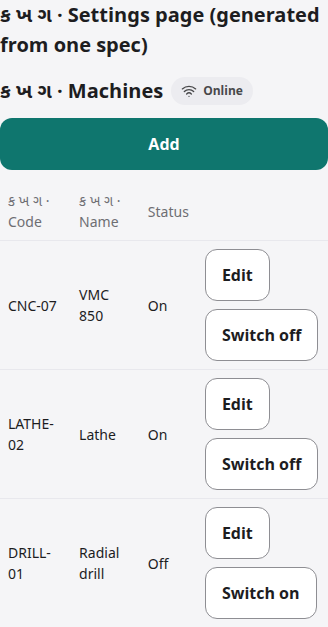 ક ખ ગ · Settings page (generated
from one spec)
ક ખ ગ · Machines Online
Add
ક ખ ગ · Code ક ખ ગ · Name Status
CNC-07 VMC 850 On Edit Switch off
LATHE-02 Lathe On Edit Switch off
DRILL-01 Radial drill Off Edit Switch on